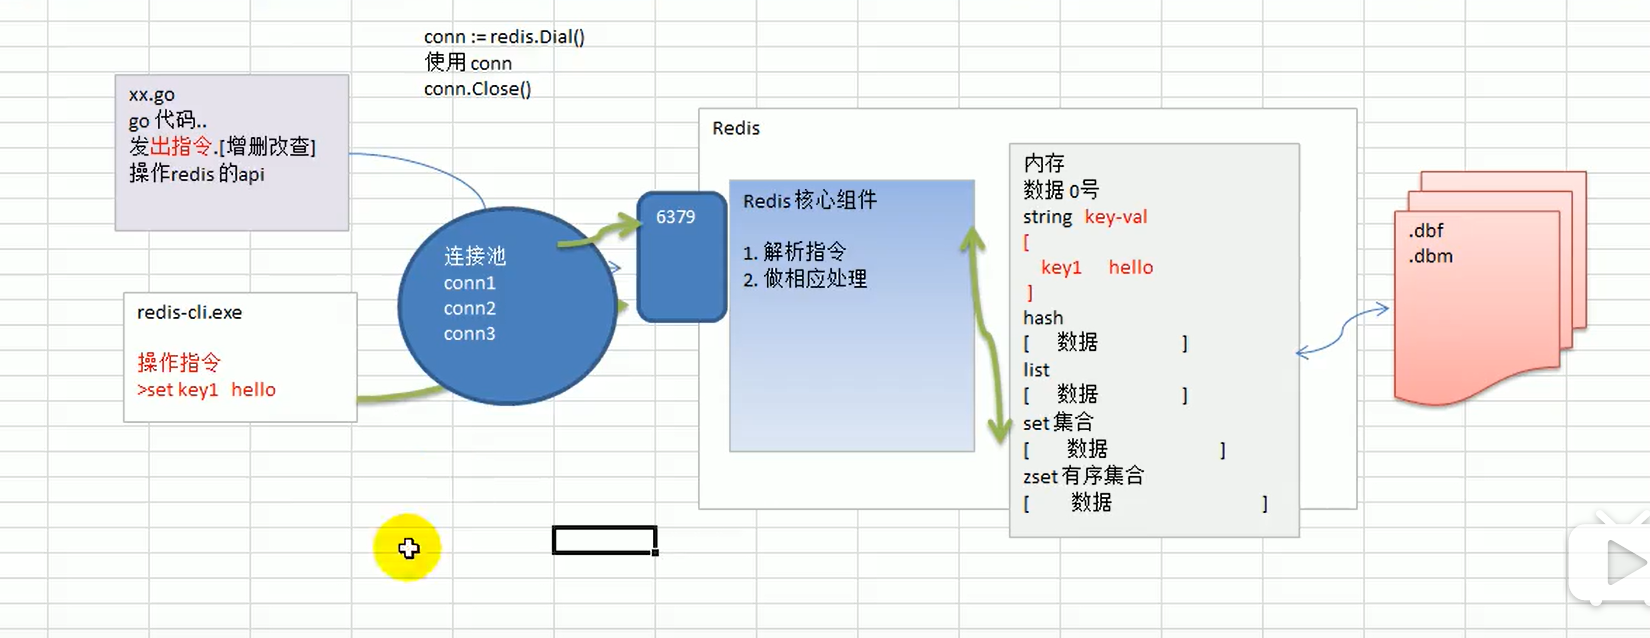 conn := redis.Dial()
使用 conn
conn.Close()
xx.go
go 代码..
发出指令.[增删改查]
操作redis 的api
redis-cli.exe
操作指令
>set key1 hello
连接池
conn1
conn2
conn3
6379
Redis
Redis 核心组件
1. 解析指令
2. 做相应处理
内存
数据 0号
string key-val
[
key1 hello
]
hash
[ 数据 ]
list
[ 数据 ]
set 集合
[ 数据 ]
zset 有序集合
[ 数据 ]
.dbf
.dbm